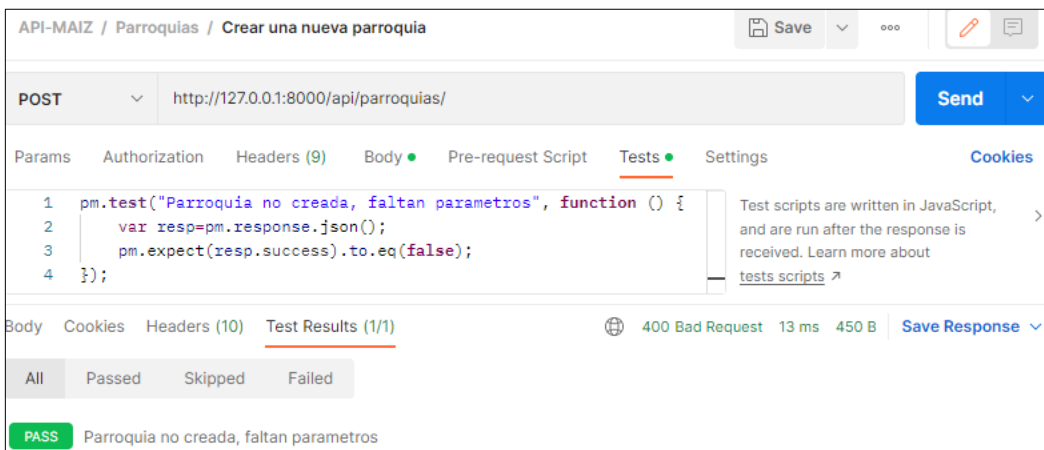 API-MAIZ / Parroquias / Crear una nueva parroquia
Save
ooo
POST
http://127.0.0.1:8000/api/parroquias/
Send
Params Authorization Headers (9) Body Pre-request Script Tests Settings Cookies
1 pm.test("Parroquia no creada, faltan parametros", function () {
2 var resp=pm.response.json();
3 pm.expect(resp.success).to.eq(false);
4 });
Test scripts are written in JavaScript,
and are run after the response is
received. Learn more about
tests scripts ↗
Body Cookies Headers (10) Test Results (1/1) 400 Bad Request 13 ms 450 B Save Response
All Passed Skipped Failed
PASS Parroquia no creada, faltan parametros